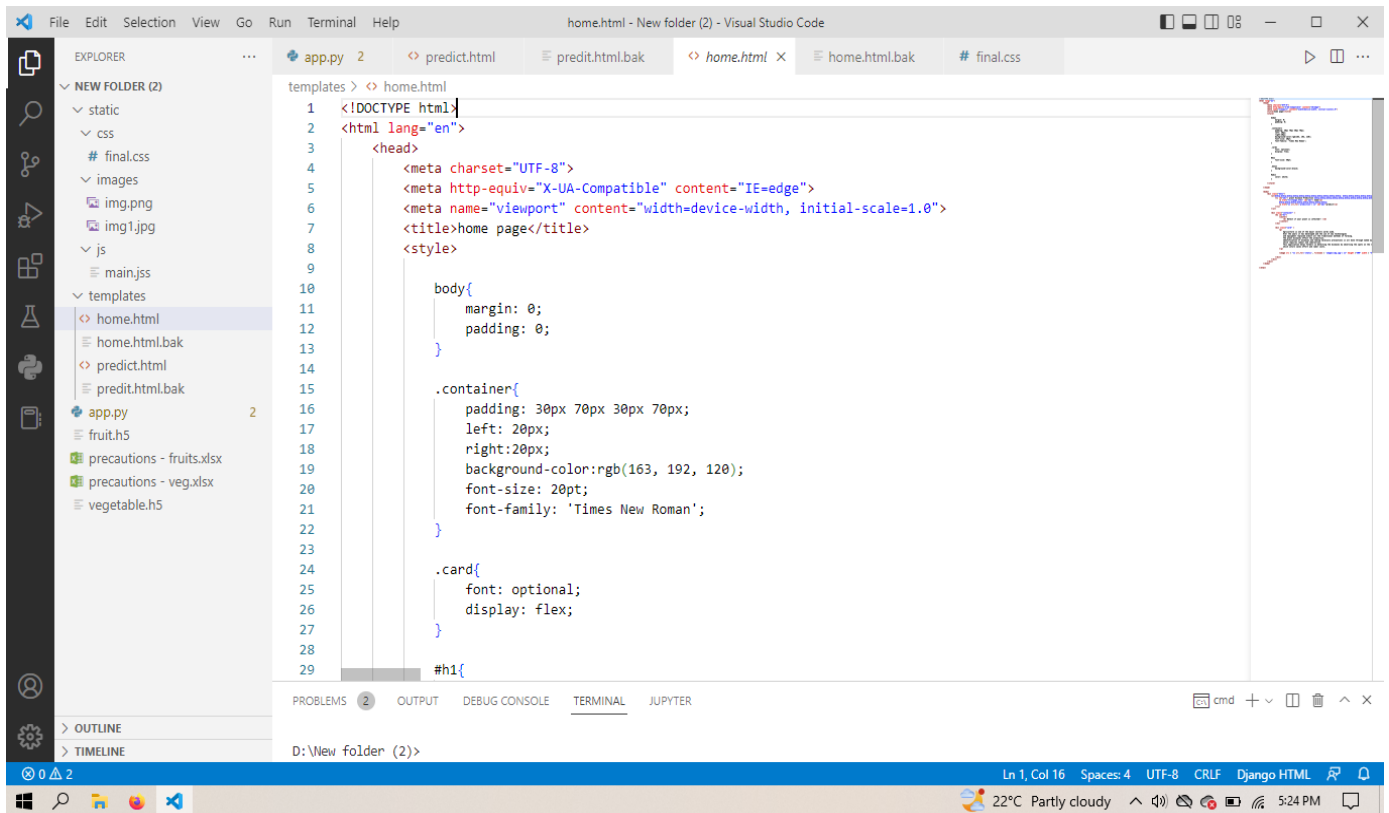 File Edit Selection View Go Run Terminal Help home.html - New folder (2) - Visual Studio Code
EXPLORER
NEW FOLDER (2)
static
css
# final.css
images
img.png
img1.jpg
js
main.jss
templates
home.html
home.html.bak
predict.html
predit.html.bak
app.py 2
fruit.h5
precautions - fruits.xlsx
precautions - veg.xlsx
vegetable.h5
OUTLINE
TIMELINE
app.py 2 predict.html predit.html.bak home.html home.html.bak # final.css
templates > home.html
1 <!DOCTYPE html>
2 <html lang="en">
3 <head>
4 <meta charset="UTF-8">
5 <meta http-equiv="X-UA-Compatible" content="IE=edge">
6 <meta name="viewport" content="width=device-width, initial-scale=1.0">
7 <title>home page</title>
8 <style>
9
10 body{
11 margin: 0;
12 padding: 0;
13 }
14
15 .container{
16 padding: 30px 70px 30px 70px;
17 left: 20px;
18 right:20px;
19 background-color:rgb(163, 192, 120);
20 font-size: 20pt;
21 font-family: 'Times New Roman';
22 }
23
24 .card{
25 font: optional;
26 display: flex;
27 }
28
29 #h1{
PROBLEMS 2 OUTPUT DEBUG CONSOLE TERMINAL JUPYTER cmd
D:\New folder (2)>
0 2 Ln 1, Col 16 Spaces: 4 UTF-8 CRLF Django HTML
22°C Partly cloudy 5:24 PM